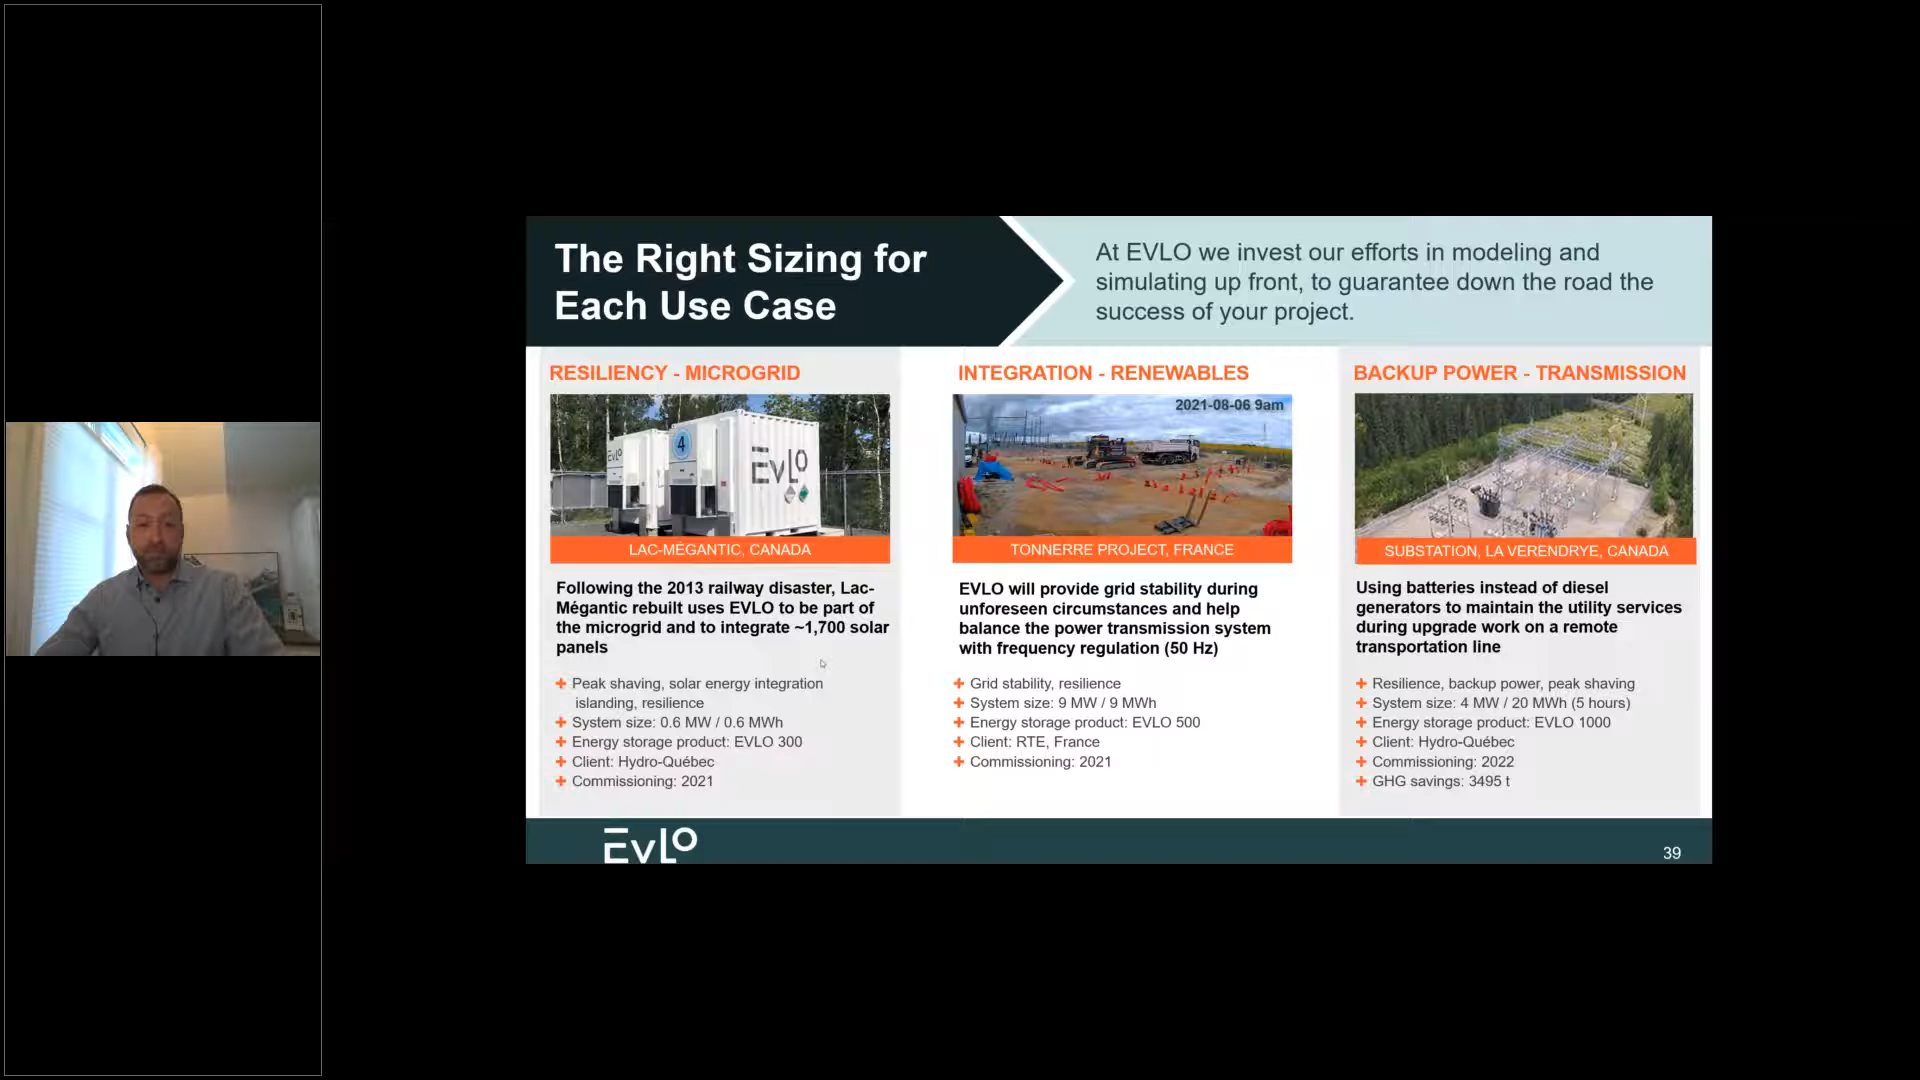 The Right Sizing for
Each Use Case
At EVLO we invest our efforts in modeling and
simulating up front, to guarantee down the road the
success of your project.
RESILIENCY - MICROGRID
4
EVLO
EVLO
LAC-MÉGANTIC, CANADA
Following the 2013 railway disaster, Lac-
Mégantic rebuilt uses EVLO to be part of
the microgrid and to integrate ~1,700 solar
panels
Peak shaving, solar energy integration
islanding, resilience
System size: 0.6 MW / 0.6 MWh
Energy storage product: EVLO 300
Client: Hydro-Québec
Commissioning: 2021
INTEGRATION - RENEWABLES
2021-08-06 9am
TONNERRE PROJECT, FRANCE
EVLO will provide grid stability during
unforeseen circumstances and help
balance the power transmission system
with frequency regulation (50 Hz)
Grid stability, resilience
System size: 9 MW / 9 MWh
Energy storage product: EVLO 500
Client: RTE, France
Commissioning: 2021
BACKUP POWER - TRANSMISSION
SUBSTATION, LA VERENDRYE, CANADA
Using batteries instead of diesel
generators to maintain the utility services
during upgrade work on a remote
transportation line
Resilience, backup power, peak shaving
System size: 4 MW / 20 MWh (5 hours)
Energy storage product: EVLO 1000
Client: Hydro-Québec
Commissioning: 2022
GHG savings: 3495 t
EVLO
39